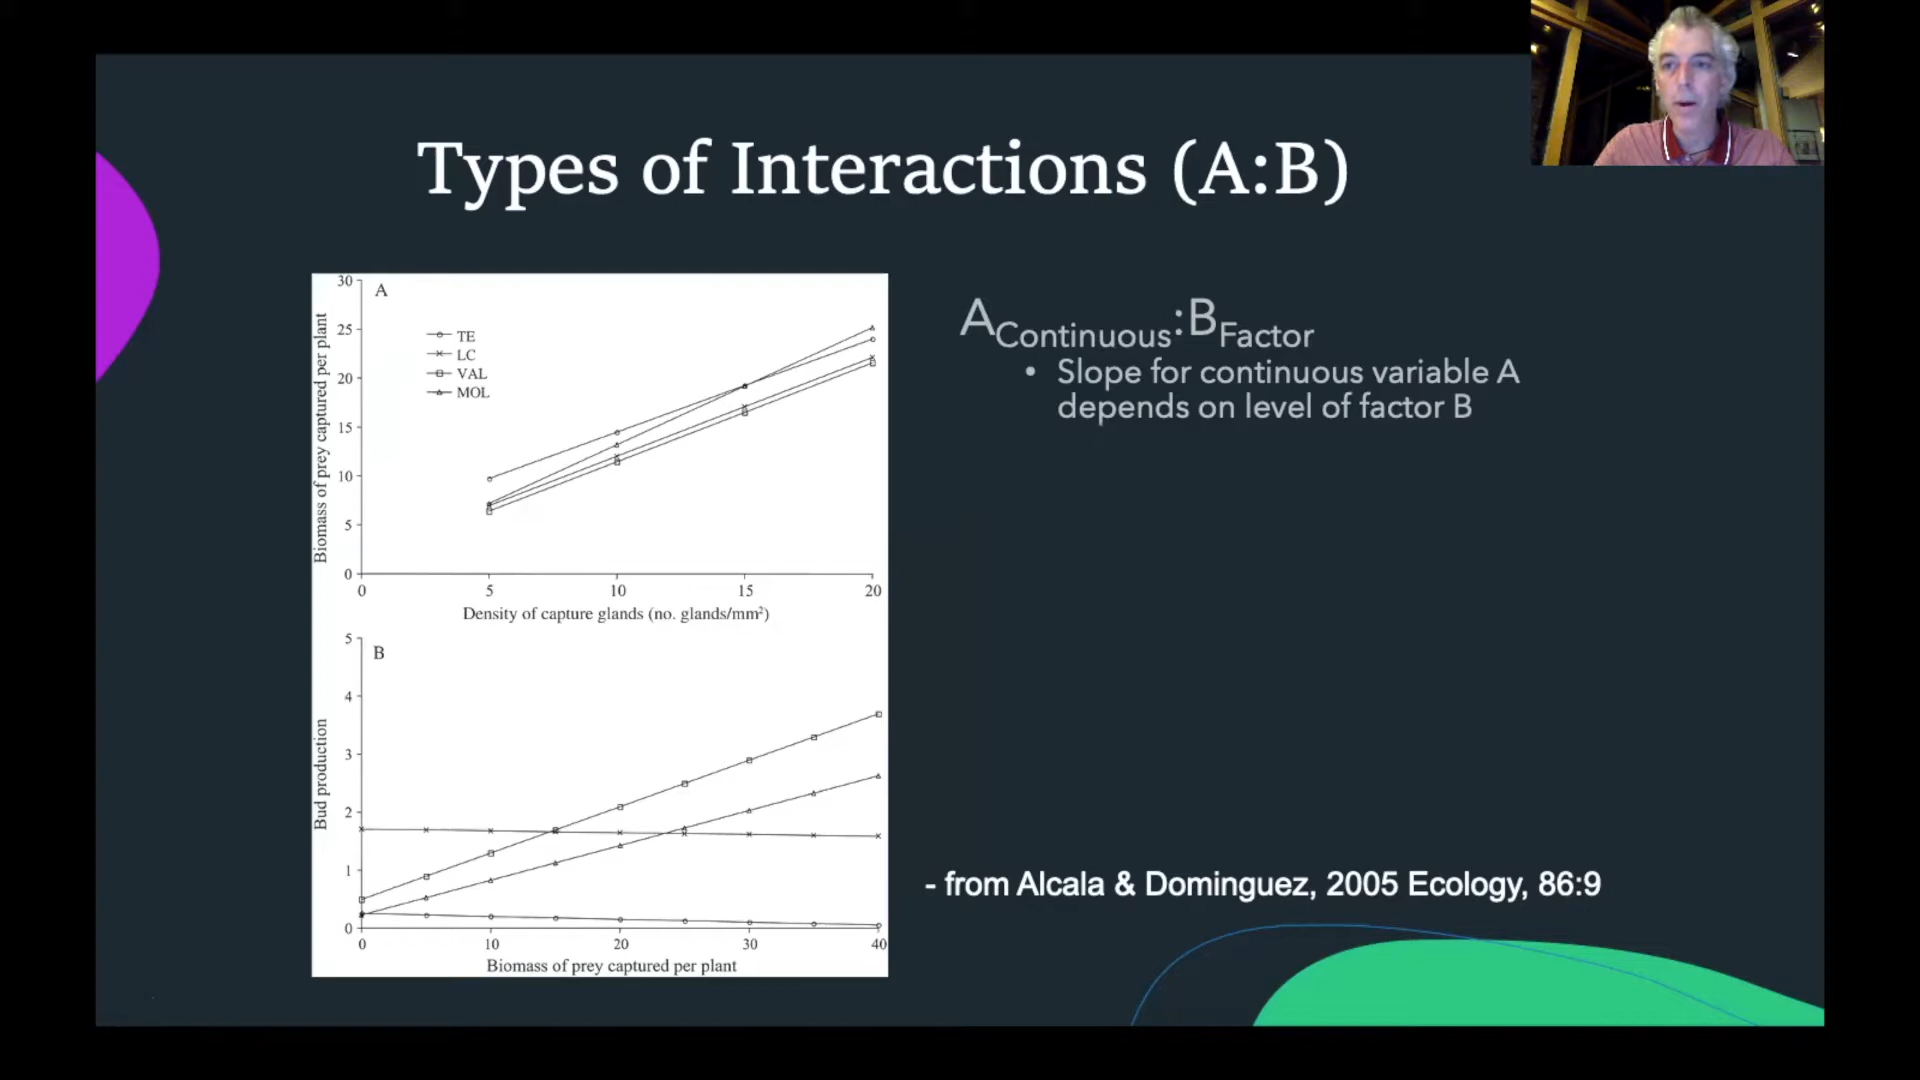 Types of Interactions (A:B)
A
30
25
20
15
10
5
0
Biomass of prey captured per plant
TE
LC
VAL
MOL
0 5 10 15 20
Density of capture glands (no. glands/mm²)
B
5
4
3
2
1
0
Bud production
0 10 20 30 40
Biomass of prey captured per plant
AContinuous:BFactor
• Slope for continuous variable A
depends on level of factor B
- from Alcala & Dominguez, 2005 Ecology, 86:9